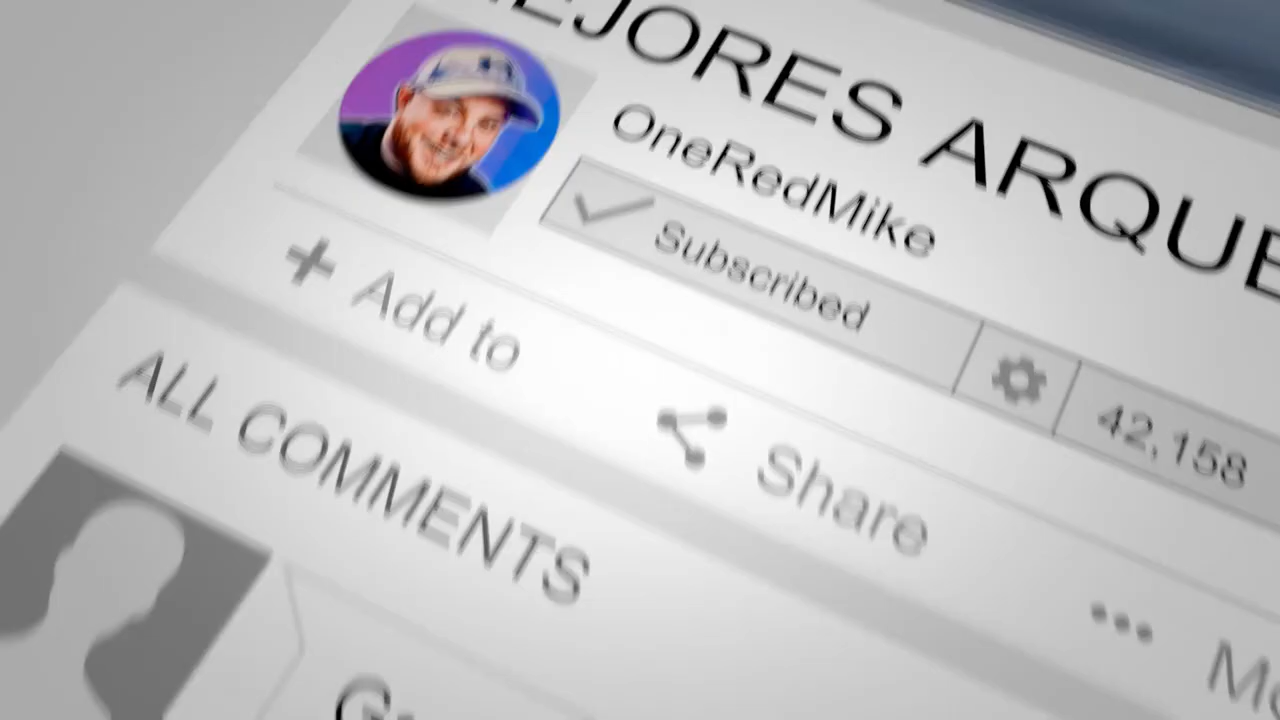 EJORES ARQUE
OneRedMike
Subscribed
42,158
Add to
Share
ALL COMMENTS